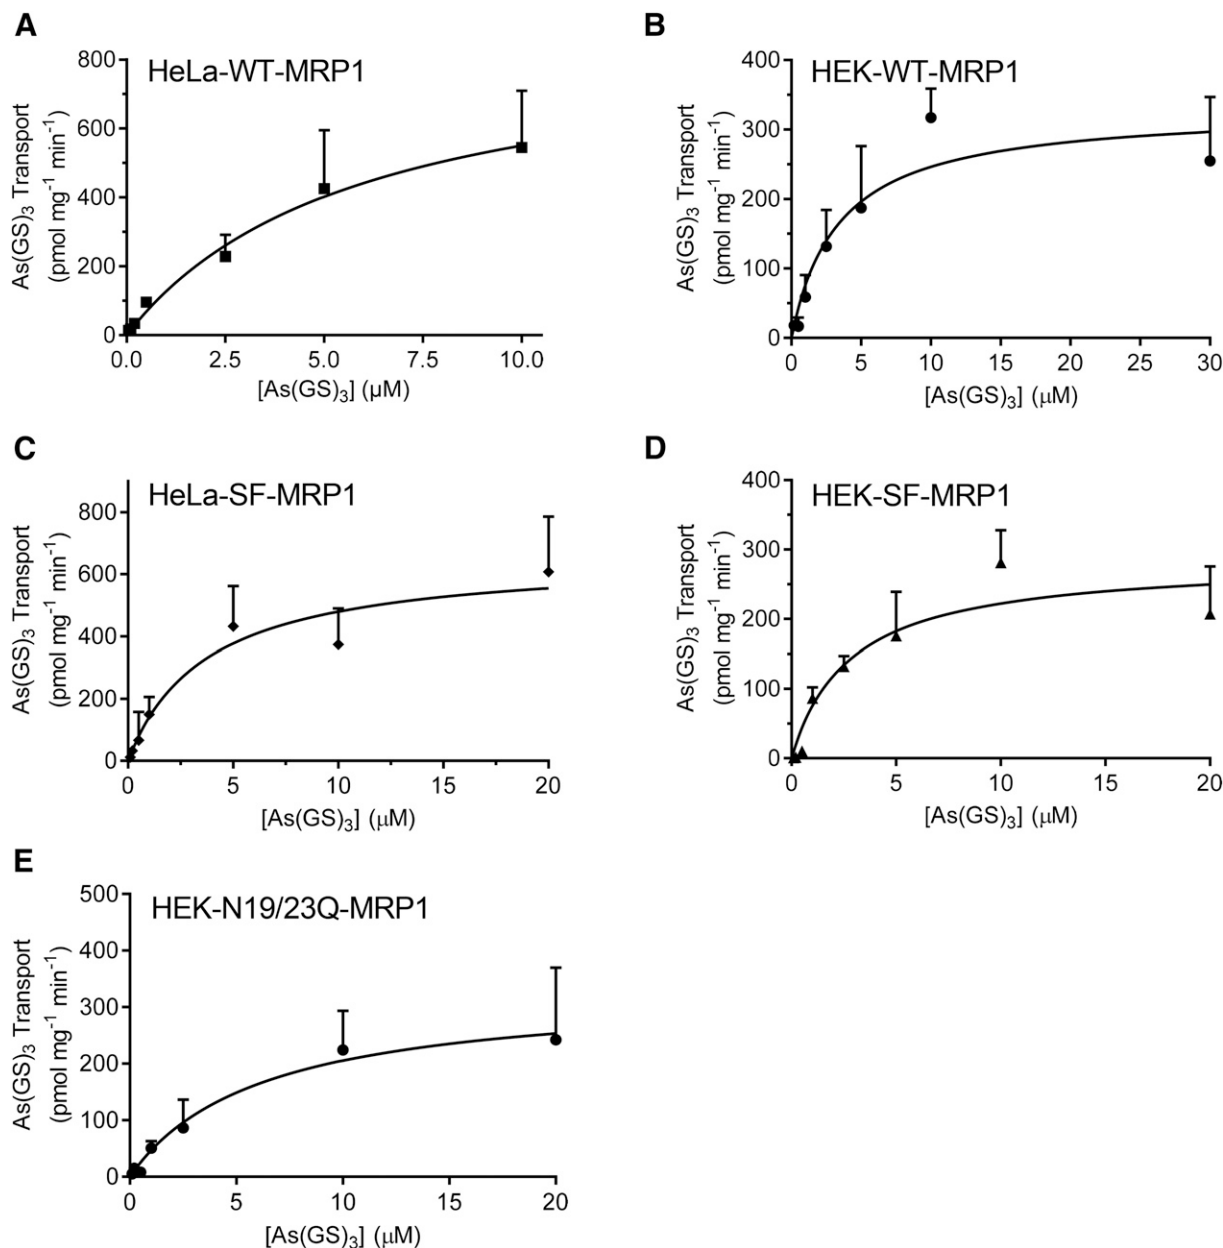 A
HeLa-WT-MRP1
As(GS)₃ Transport
(pmol mg⁻¹ min⁻¹)
800
600
400
200
0
0.0 2.5 5.0 7.5 10.0
[As(GS)₃] (µM)
B
HEK-WT-MRP1
As(GS)₃ Transport
(pmol mg⁻¹ min⁻¹)
400
300
200
100
0
0 5 10 15 20 25 30
[As(GS)₃] (μM)
C
HeLa-SF-MRP1
As(GS)₃ Transport
(pmol mg⁻¹ min⁻¹)
800
600
400
200
0
0 5 10 15 20
[As(GS)₃] (μM)
D
HEK-SF-MRP1
As(GS)₃ Transport
(pmol mg⁻¹ min⁻¹)
400
300
200
100
0
0 5 10 15 20
[As(GS)₃] (μM)
E
HEK-N19/23Q-MRP1
As(GS)₃ Transport
(pmol mg⁻¹ min⁻¹)
500
400
300
200
100
0
0 5 10 15 20
[As(GS)₃] (μM)